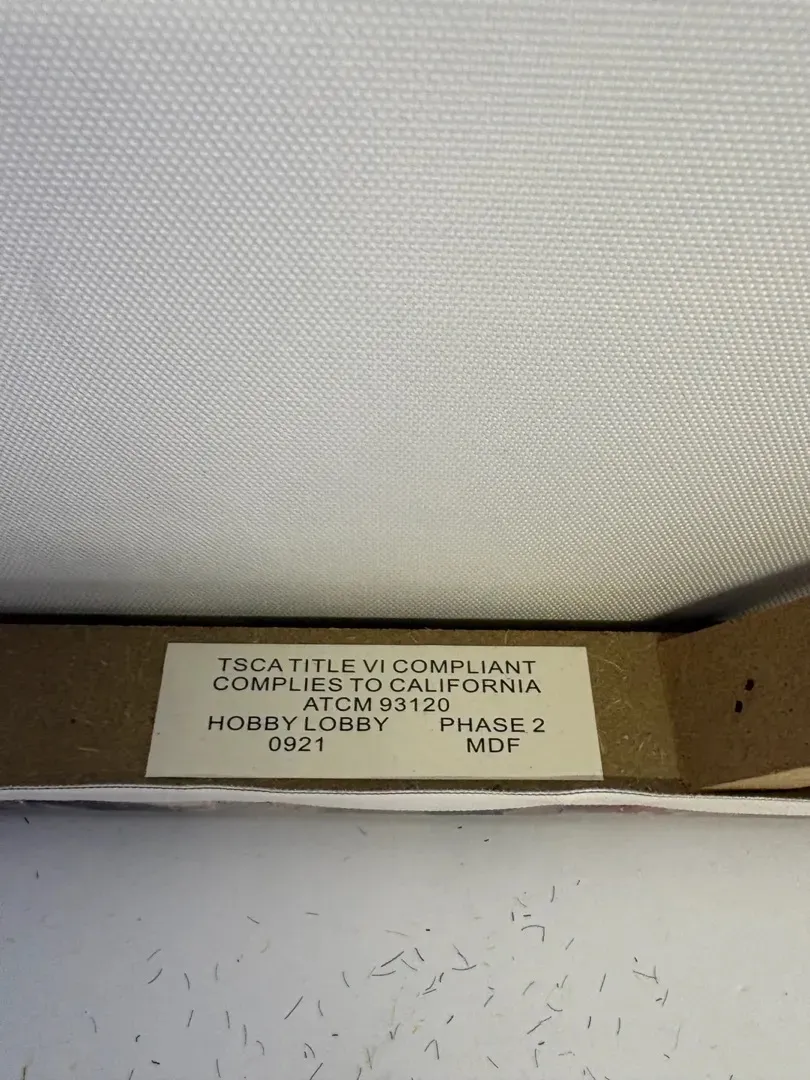 TSCA TITLE VI COMPLIANT
COMPLIES TO CALIFORNIA
ATCM 93120
HOBBY LOBBY PHASE 2
0921 MDF